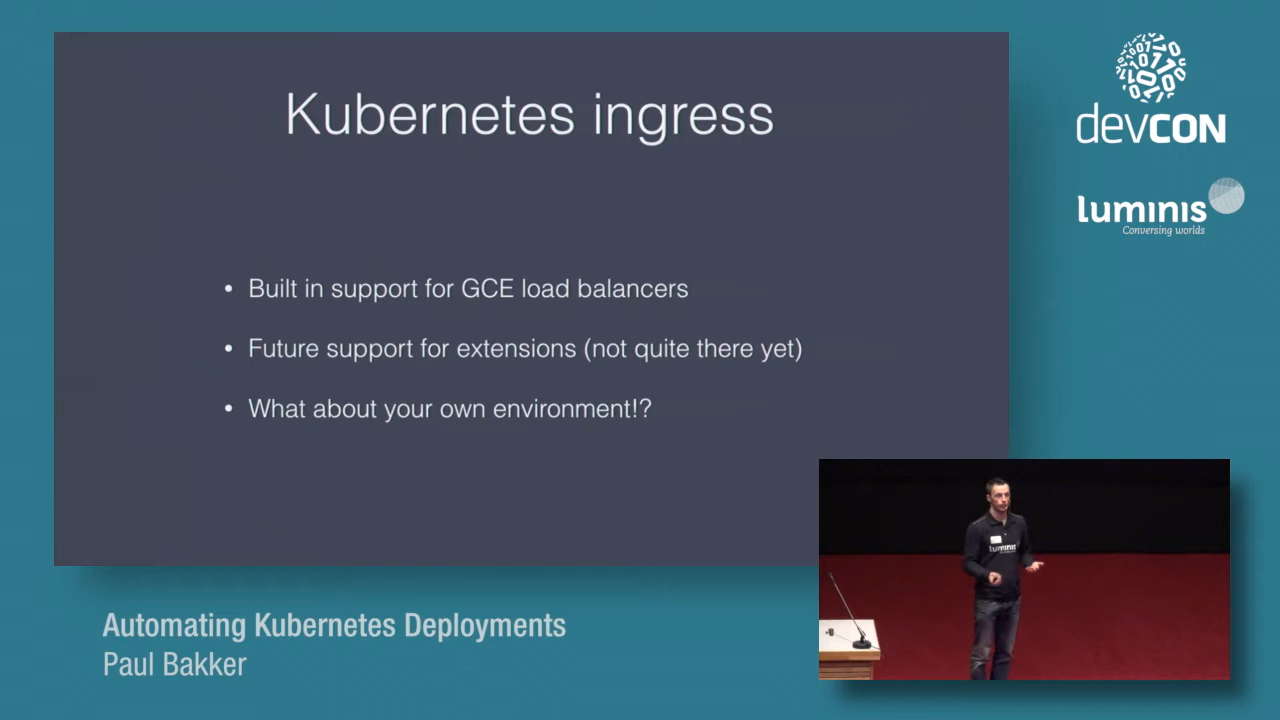 Kubernetes ingress
• Built in support for GCE load balancers
• Future support for extensions (not quite there yet)
• What about your own environment!?
devCON
luminis
Conversing worlds
luminis
Automating Kubernetes Deployments
Paul Bakker